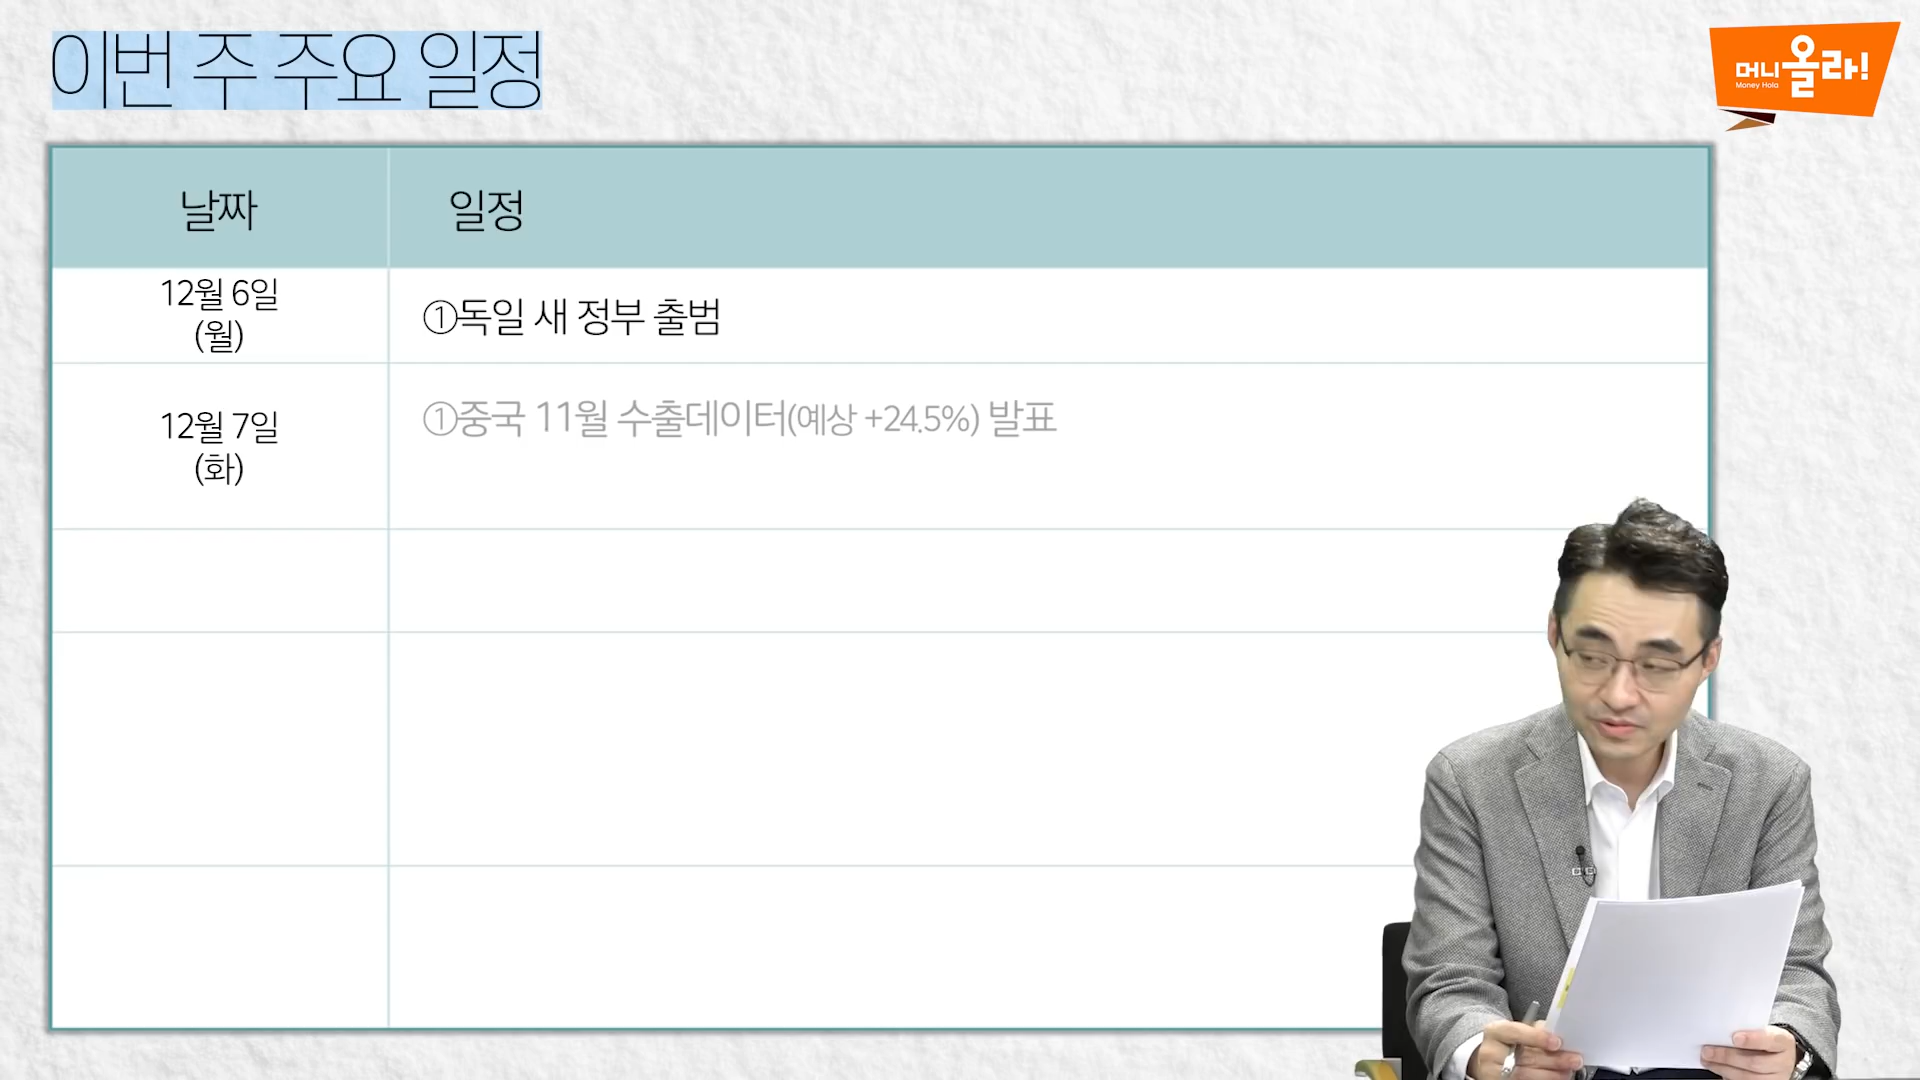 이번 주 주요 일정
머니올라!
Money Hola
날짜 일정
12월 6일
(월)
①독일 새 정부 출범
12월 7일
(화)
①중국 11월 수출데이터(예상 +24.5%) 발표